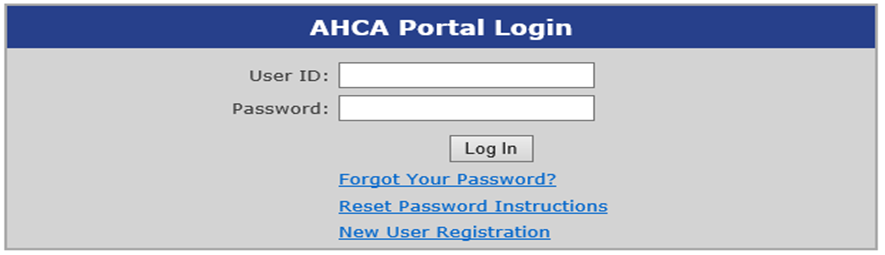 AHCA Portal Login
User ID:
Password:
Log In
Forgot Your Password?
Reset Password Instructions
New User Registration